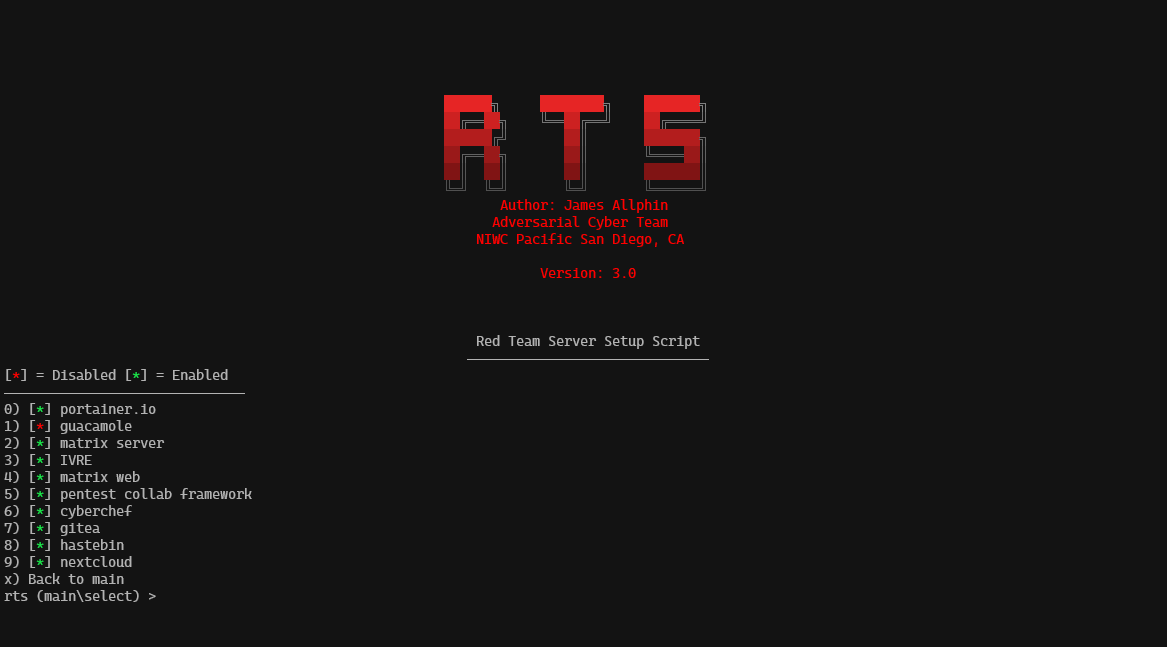 RTS
Author: James Allphin
Adversarial Cyber Team
NIWC Pacific San Diego, CA
Version: 3.0
Red Team Server Setup Script
[*] = Disabled [*] = Enabled
0) [*] portainer.io
1) [*] guacamole
2) [*] matrix server
3) [*] IVRE
4) [*] matrix web
5) [*] pentest collab framework
6) [*] cyberchef
7) [*] gitea
8) [*] hastebin
9) [*] nextcloud
x) Back to main
rts (main\select) >